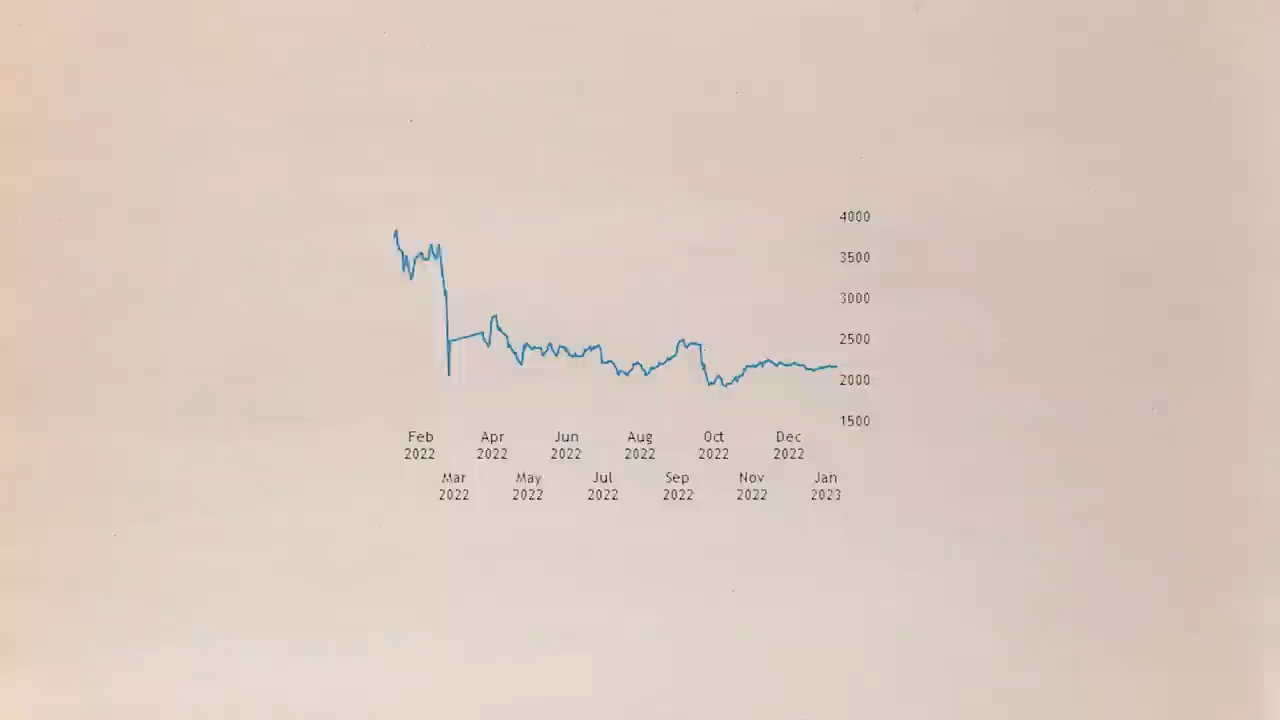 4000
3500
3000
2500
2000
1500
Feb Apr Jun Aug Oct Dec
2022 2022 2022 2022 2022 2022
Mar May Jul Sep Nov Jan
2022 2022 2022 2022 2022 2023